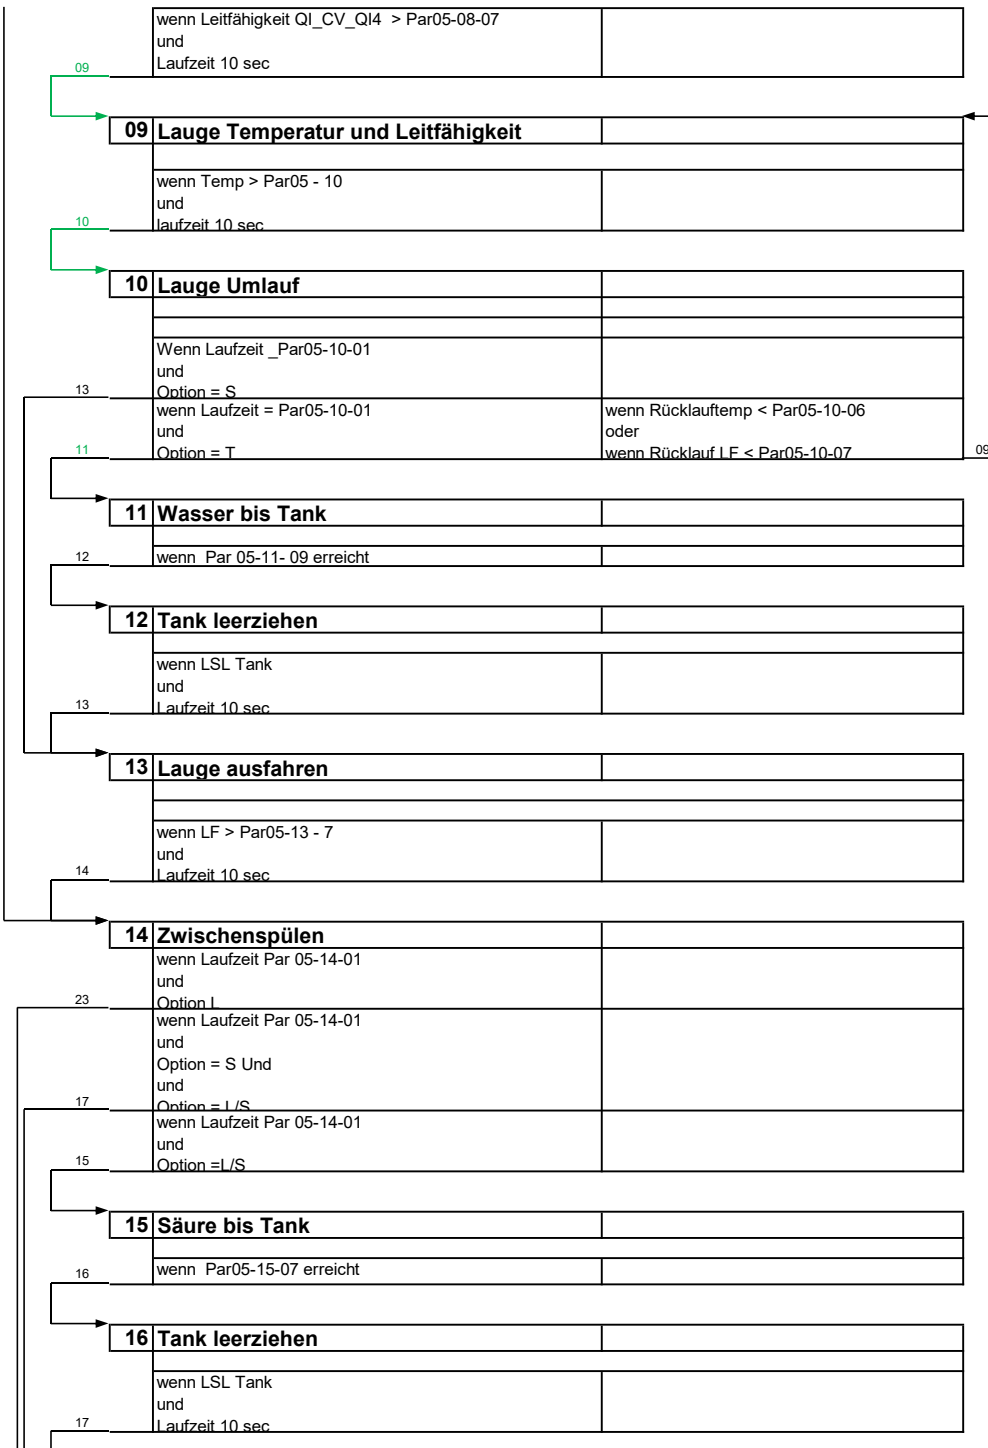 wenn Leitfähigkeit QI_CV_QI4  > Par05-08-07
und
Laufzeit 10 sec
09
09 Lauge Temperatur und Leitfähigkeit
wenn Temp > Par05 - 10
und
laufzeit 10 sec
10
10 Lauge Umlauf
Wenn Laufzeit _Par05-10-01
und
Option = S
13
wenn Laufzeit = Par05-10-01
und
Option = T
11
wenn Rücklauftemp < Par05-10-06
oder
wenn Rücklauf LF < Par05-10-07
09
11 Wasser bis Tank
wenn  Par 05-11- 09 erreicht
12
12 Tank leerziehen
wenn LSL Tank
und
Laufzeit 10 sec
13
13 Lauge ausfahren
wenn LF > Par05-13 - 7
und
Laufzeit 10 sec
14
14 Zwischenspülen
wenn Laufzeit Par 05-14-01
und
Option L
23
wenn Laufzeit Par 05-14-01
und
Option = S Und
und
Option = L/S
17
wenn Laufzeit Par 05-14-01
und
Option =L/S
15
15 Säure bis Tank
wenn  Par05-15-07 erreicht
16
16 Tank leerziehen
wenn LSL Tank
und
Laufzeit 10 sec
17